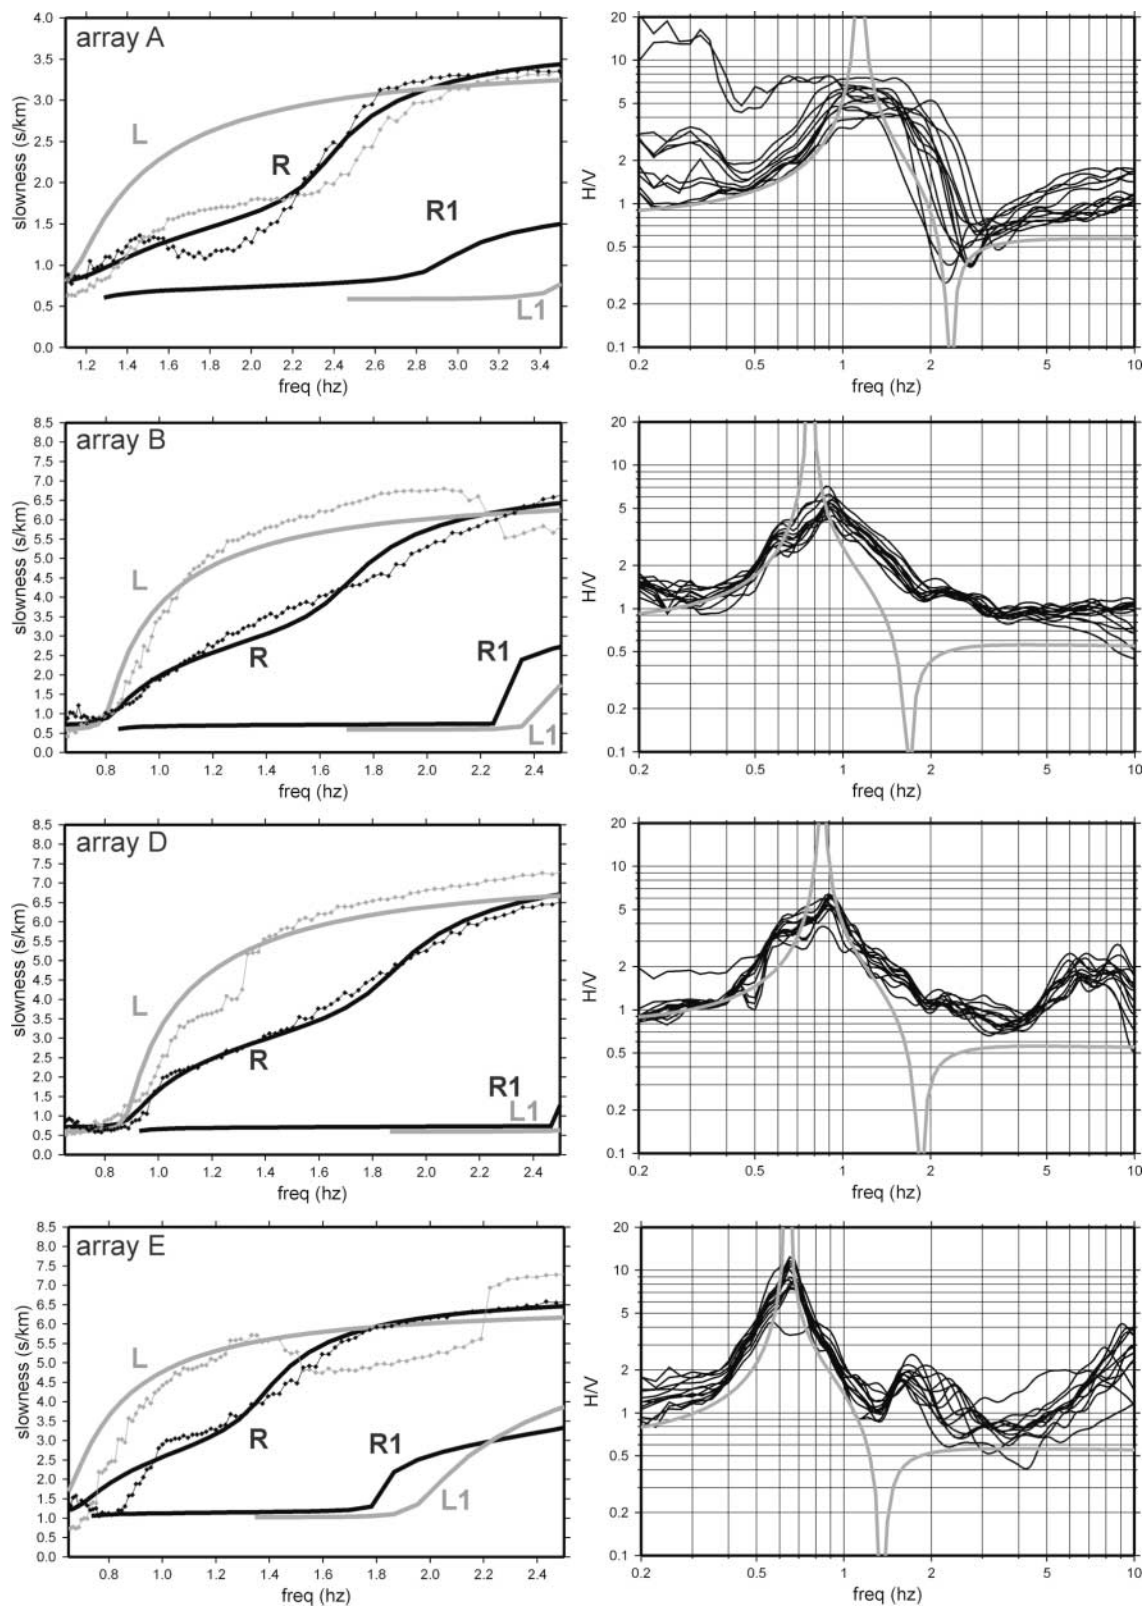 array A
slowness (s/km)
4.0
3.5
3.0
2.5
2.0
1.5
1.0
0.5
0.0
L
R
R1
L1
1.2 1.4 1.6 1.8 2.0 2.2 2.4 2.6 2.8 3.0 3.2 3.4
freq (hz)
H/V
20
10
5
2
1
0.5
0.2
0.1
0.2 0.5 1 2 5 10
freq (hz)
array B
slowness (s/km)
8.5
8.0
7.5
7.0
6.5
6.0
5.5
5.0
4.5
4.0
3.5
3.0
2.5
2.0
1.5
1.0
0.5
0.0
L
R
R1
L1
0.8 1.0 1.2 1.4 1.6 1.8 2.0 2.2 2.4
freq (hz)
H/V
20
10
5
2
1
0.5
0.2
0.1
0.2 0.5 1 2 5 10
freq (hz)
array D
slowness (s/km)
8.5
8.0
7.5
7.0
6.5
6.0
5.5
5.0
4.5
4.0
3.5
3.0
2.5
2.0
1.5
1.0
0.5
0.0
L
R
R1
L1
0.8 1.0 1.2 1.4 1.6 1.8 2.0 2.2 2.4
freq (hz)
H/V
20
10
5
2
1
0.5
0.2
0.1
0.2 0.5 1 2 5 10
freq (hz)
array E
slowness (s/km)
8.5
8.0
7.5
7.0
6.5
6.0
5.5
5.0
4.5
4.0
3.5
3.0
2.5
2.0
1.5
1.0
0.5
0.0
L
R
R1
L1
0.8 1.0 1.2 1.4 1.6 1.8 2.0 2.2 2.4
freq (hz)
H/V
20
10
5
2
1
0.5
0.2
0.1
0.2 0.5 1 2 5 10
freq (hz)